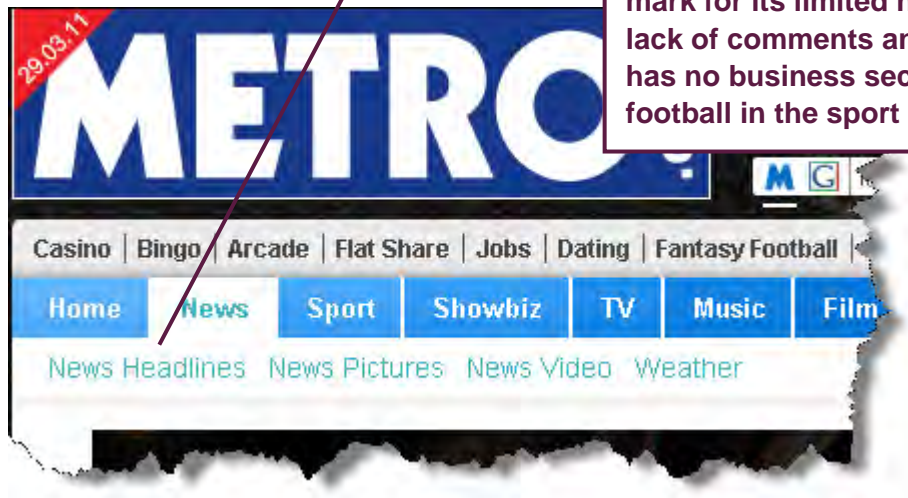 mark for its limited
lack of comments
has no business
football in the sport
29.03.11
METRO
M G
Casino | Bingo | Arcade | Flat Share | Jobs | Dating | Fantasy Football |
Home News Sport Showbiz TV Music Film
News Headlines News Pictures News Video Weather